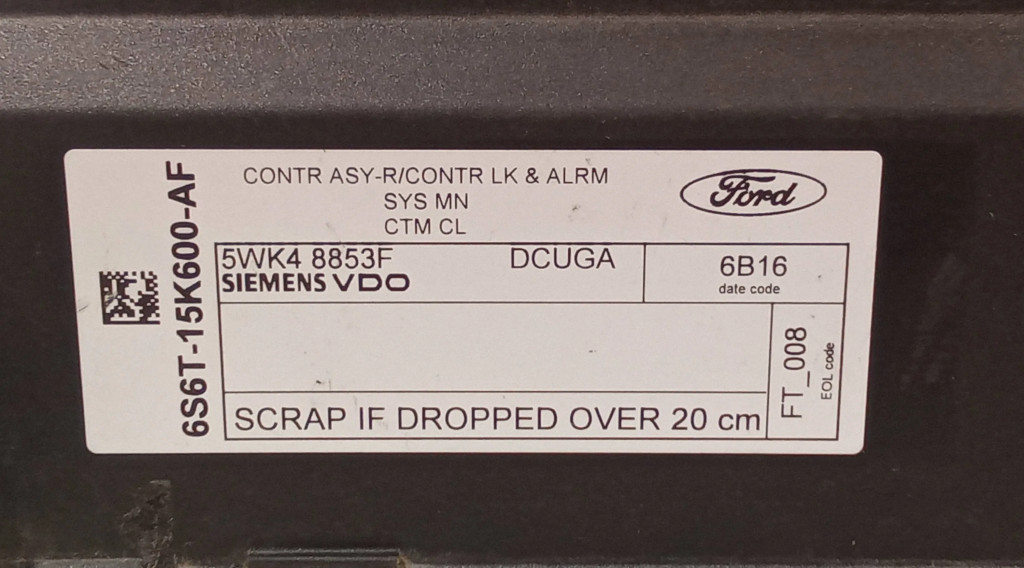 6S6T-15K600-AF
CONTR ASY-R/CONTR LK & ALRM
SYS MN
CTM CL
Ford
5WK4 8853F DCUGA
SIEMENS VDO
6B16
date code
FT_008
EOL code
SCRAP IF DROPPED OVER 20 cm